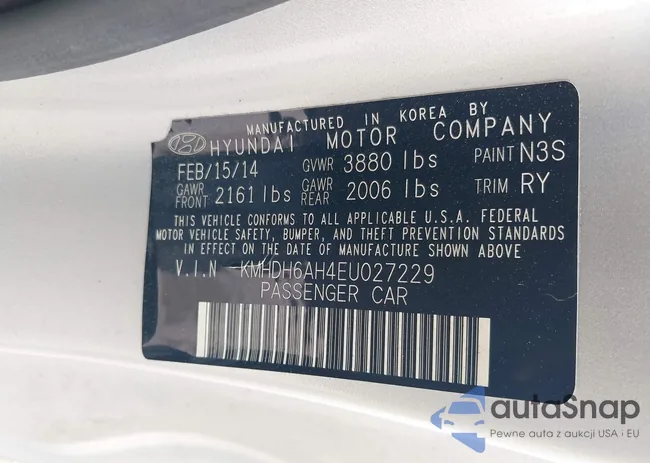 MANUFACTURED IN KOREA BY
HYUNDAI MOTOR COMPANY
FEB/15/14 GVWR 3880 lbs PAINT N3S
GAWR FRONT 2161 lbs GAWR REAR 2006 lbs TRIM RY
THIS VEHICLE CONFORMS TO ALL APPLICABLE U.S.A. FEDERAL
MOTOR VEHICLE SAFETY, BUMPER, AND THEFT PREVENTION STANDARDS
IN EFFECT ON THE DATE OF MANUFACTURE SHOWN ABOVE
V.I.N KMHDH6AH4EU027229
PASSENGER CAR
autaSnap
Pewne auta z aukcji USA i EU